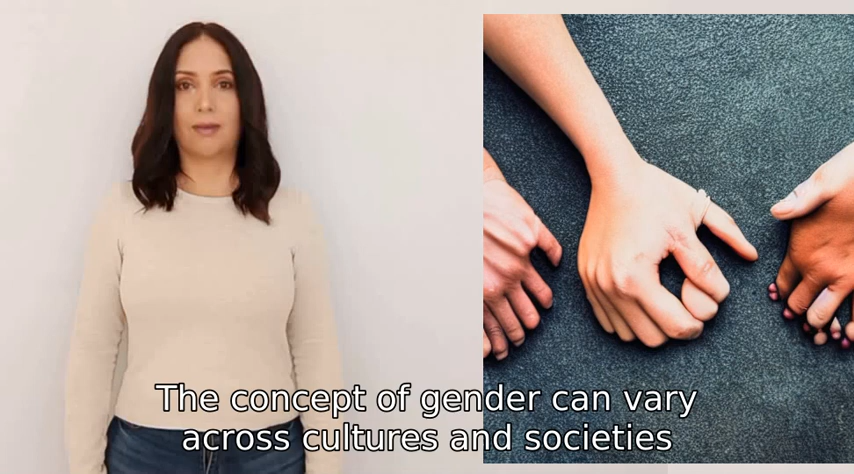 The concept of gender can vary
across cultures and societies